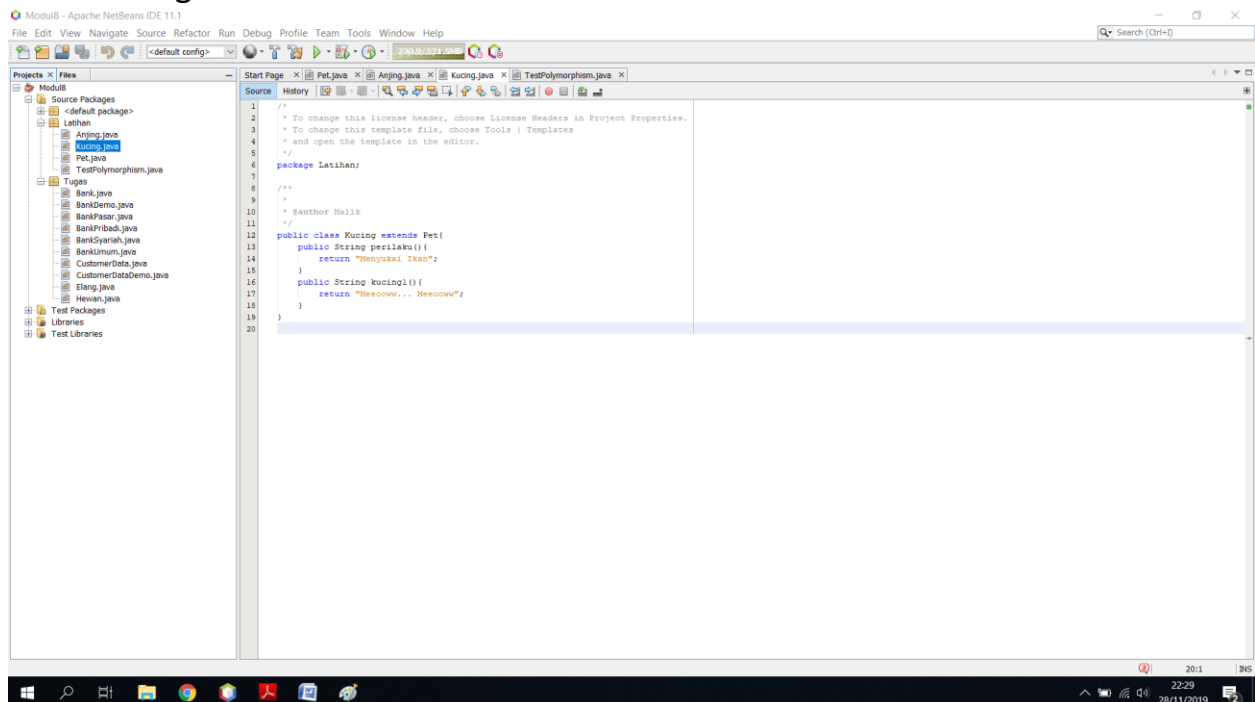 Modul8 - Apache NetBeans IDE 11.1
File Edit View Navigate Source Refactor Run Debug Profile Team Tools Window Help
Search (Ctrl+I)
<default config>
230.9/521.5MB
Projects Files
Start Page Pet.java Anjing.java Kucing.java TestPolymorphism.java
Source History
Modul8
Source Packages
<default package>
Latihan
Anjing.java
Kucing.java
Pet.java
TestPolymorphism.java
Tugas
Bank.java
BankDemo.java
BankPasar.java
BankPribadi.java
BankSyariah.java
BankUmum.java
CustomerData.java
CustomerDataDemo.java
Elang.java
Hewan.java
Test Packages
Libraries
Test Libraries
1 /*
2 * To change this license header, choose License Headers in Project Properties.
3 * To change this template file, choose Tools | Templates
4 * and open the template in the editor.
5 */
6 package Latihan;
7
8 /**
9 *
10 * @author Malik
11 */
12 public class Kucing extends Pet{
13 public String perilaku(){
14 return "Menyukai Ikan";
15 }
16 public String kucing1(){
17 return "Meeooww... Meeooww";
18 }
19 }
20
20:1 INS
22:29
28/11/2019